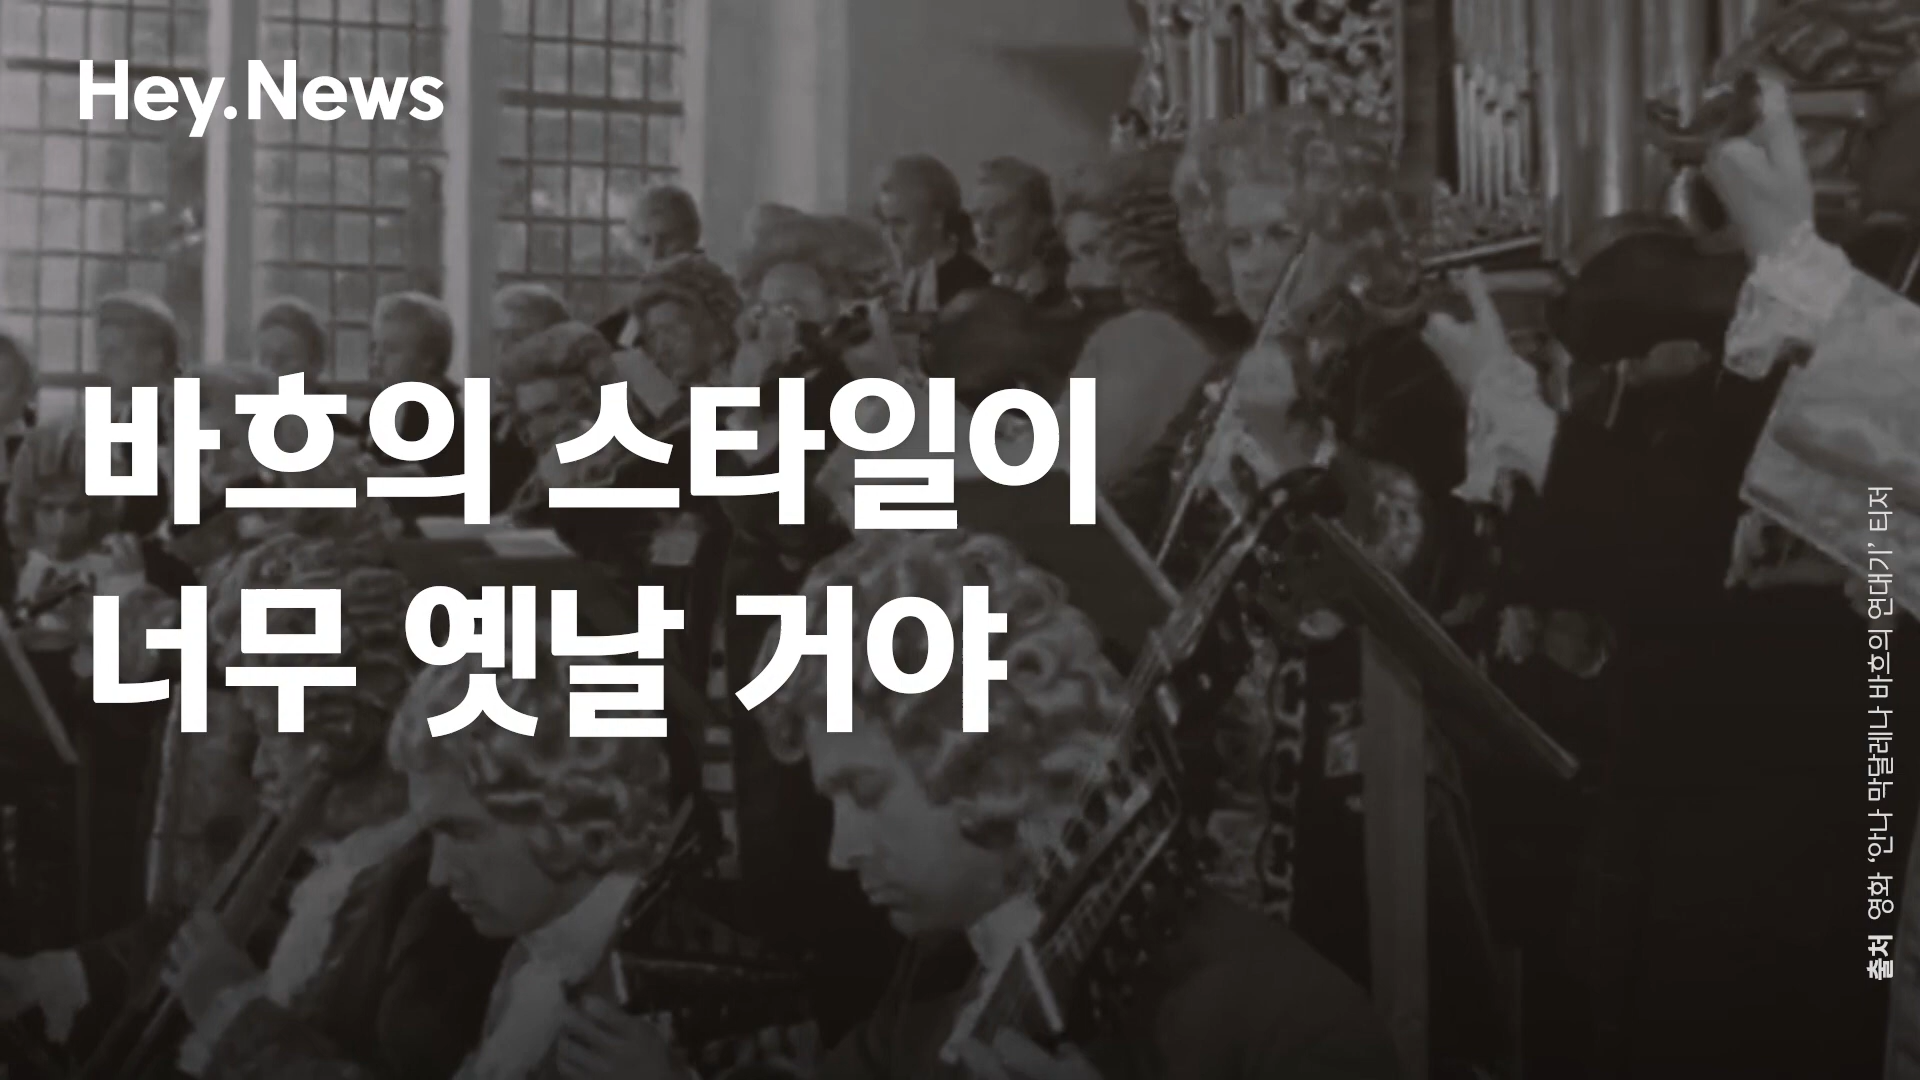 Hey.News
바흐의 스타일이
너무 옛날 거야
출처 영화, '안나 막달레나 바흐의 연대기', 티저